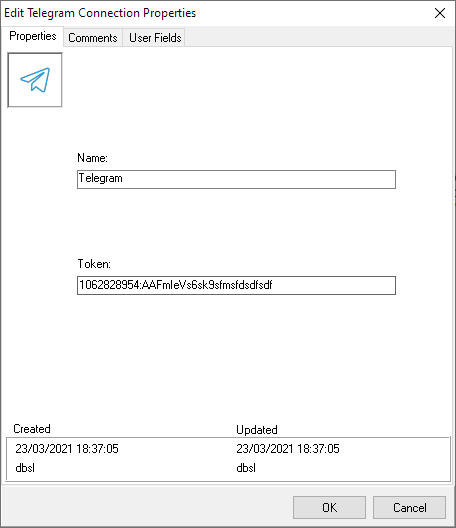 Edit Telegram Connection Properties
Properties Comments User Fields
Name:
Telegram
Token:
1062828954:AAFmIeVs6sk9sfmsfdsdfsdf
Created Updated
23/03/2021 18:37:05 23/03/2021 18:37:05
dbsl dbsl
OK Cancel